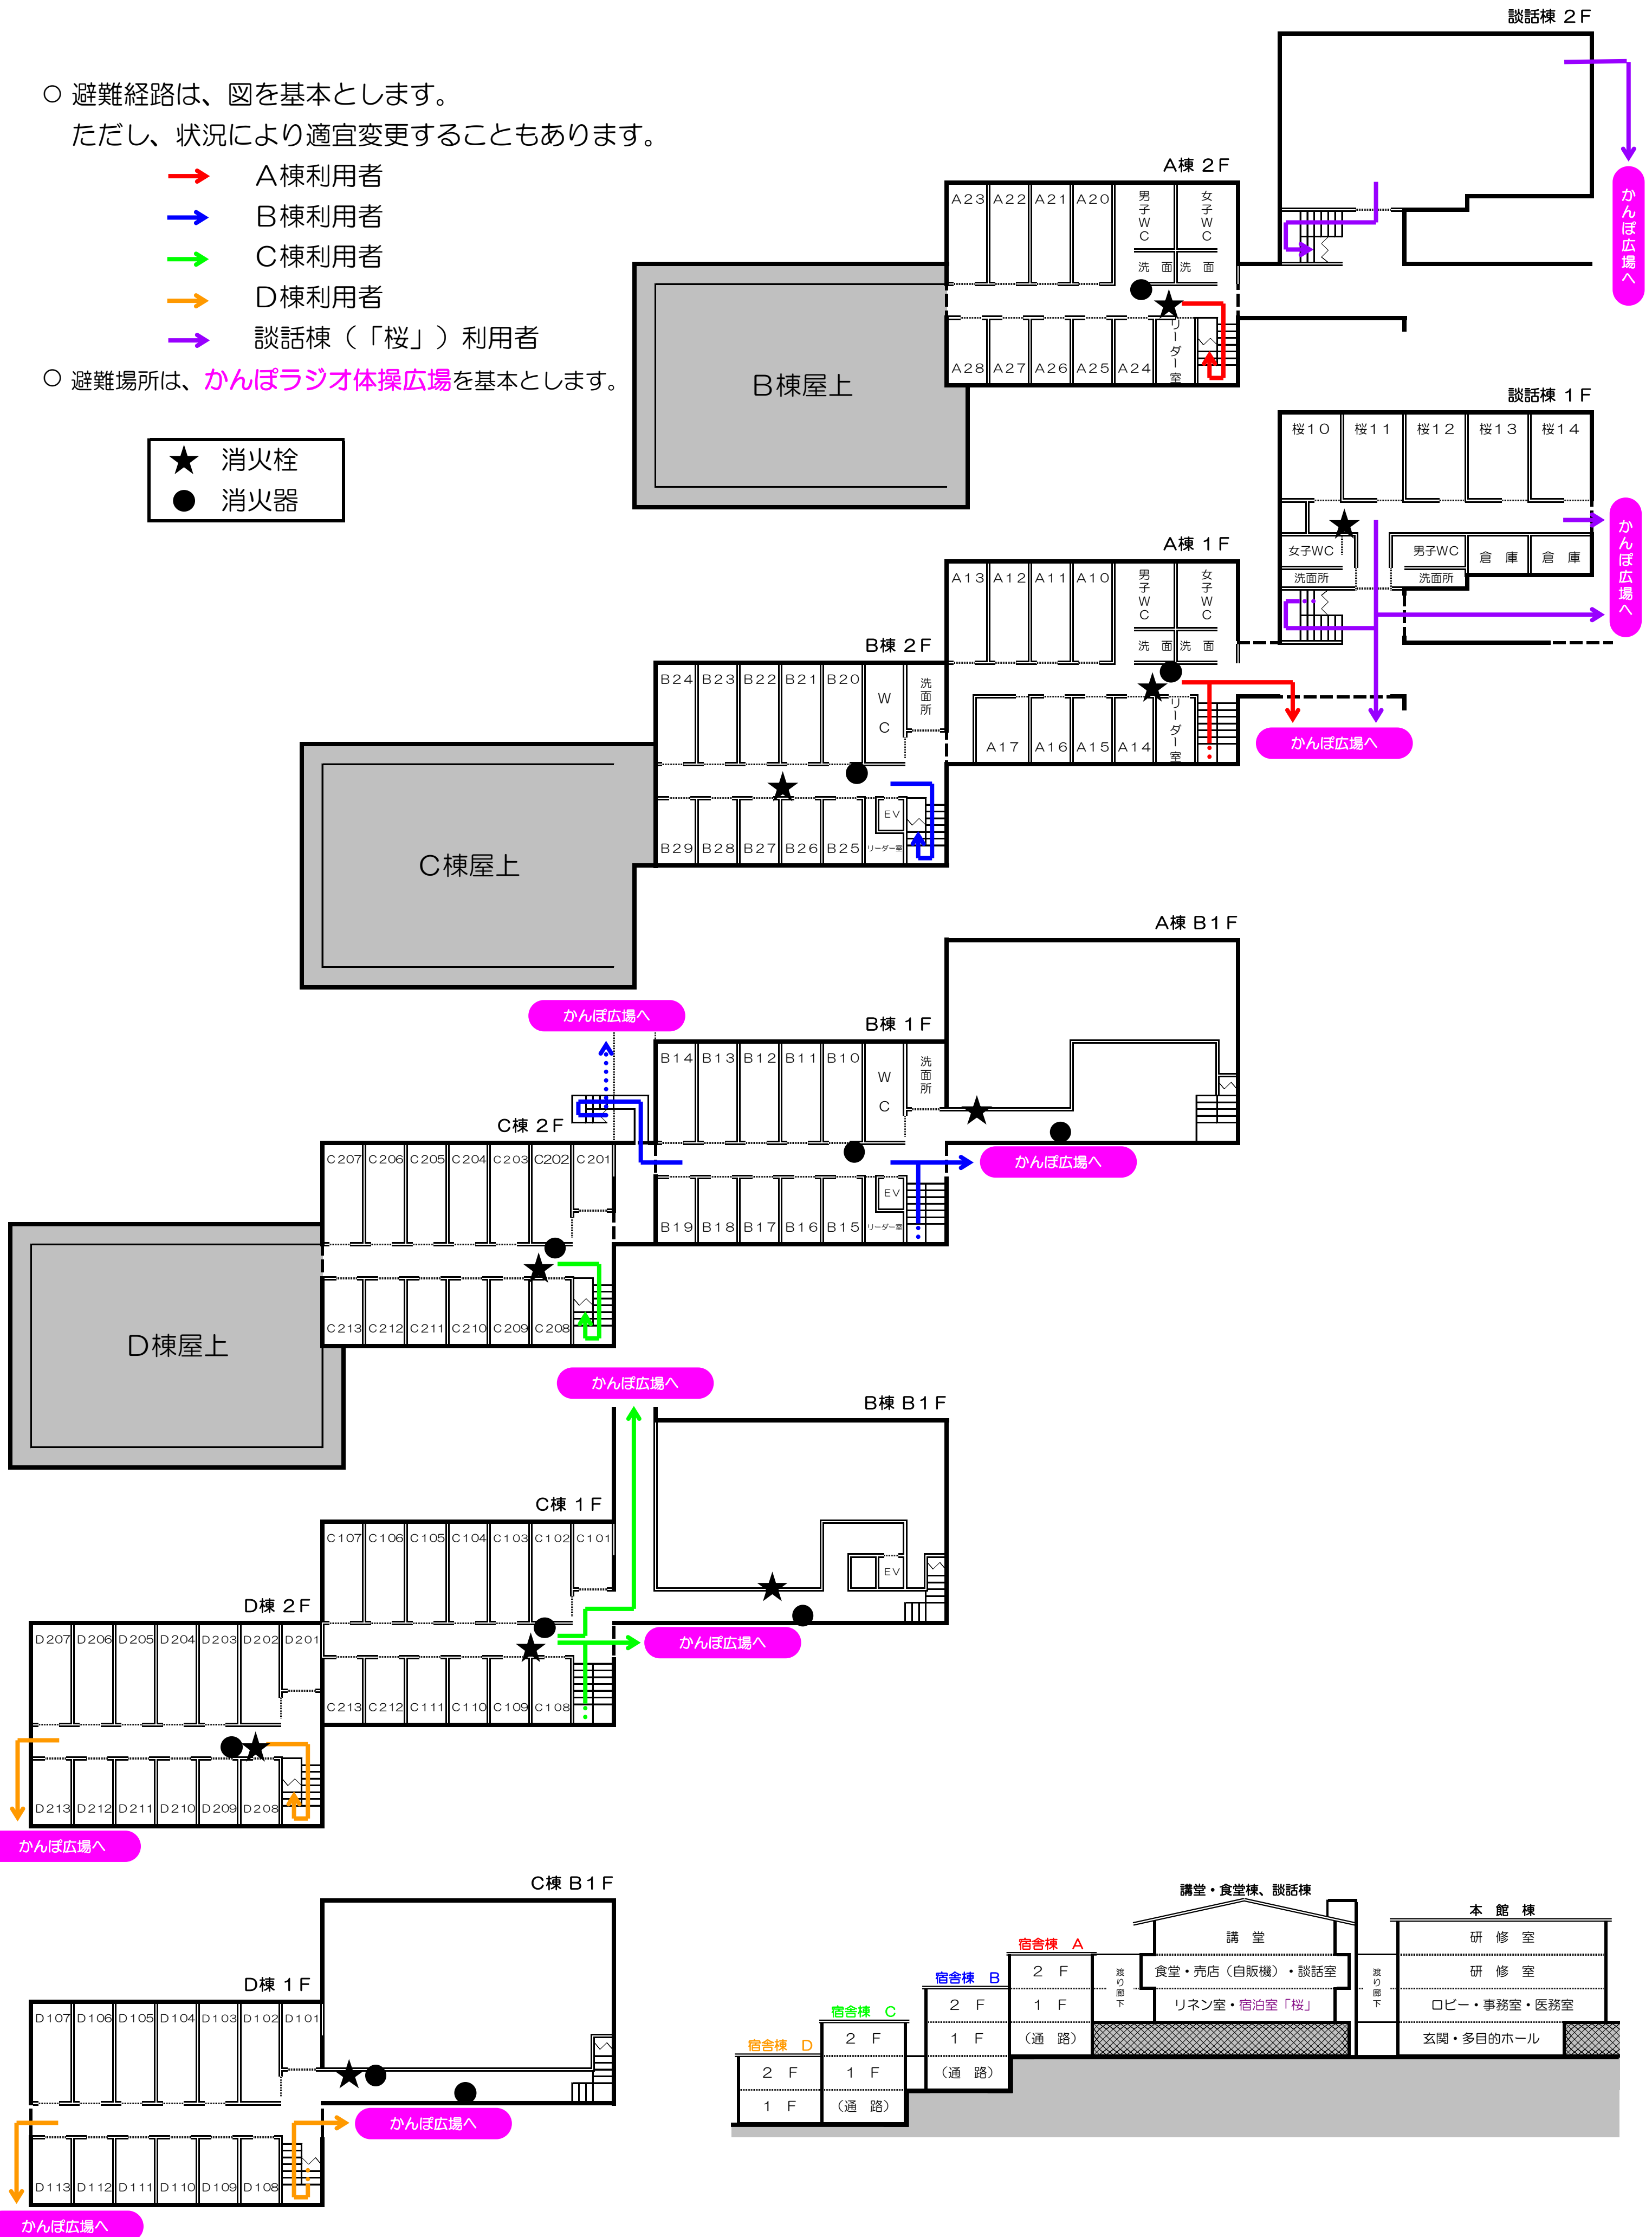 談話棟 2F
○ 避難経路は、図を基本とします。
ただし、状況により適宜変更することもあります。
A棟利用者
B棟利用者
C棟利用者
D棟利用者
談話棟（「桜」）利用者
○ 避難場所は、かんぽラジオ体操広場を基本とします。
★ 消火栓
● 消火器
かんぽ広場へ
A棟 2F
A23 A22 A21 A20 男子WC 女子WC
洗面 洗面
A28 A27 A26 A25 A24 リーダー室
B棟屋上
談話棟 1F
桜10 桜11 桜12 桜13 桜14
女子WC 男子WC 倉庫 倉庫
洗面所 洗面所
かんぽ広場へ
A棟 1F
A13 A12 A11 A10 男子WC 女子WC
洗面 洗面
A17 A16 A15 A14 リーダー室
かんぽ広場へ
B棟 2F
B24 B23 B22 B21 B20 WC 洗面所
EV
B29 B28 B27 B26 B25 リーダー室
C棟屋上
A棟 B1F
かんぽ広場へ
B棟 1F
B14 B13 B12 B11 B10 WC 洗面所
かんぽ広場へ
EV
B19 B18 B17 B16 B15 リーダー室
C棟 2F
C207 C206 C205 C204 C203 C202 C201
C213 C212 C211 C210 C209 C208
D棟屋上
かんぽ広場へ
B棟 B1F
EV
C棟 1F
C107 C106 C105 C104 C103 C102 C101
かんぽ広場へ
C213 C212 C111 C110 C109 C108
D棟 2F
D207 D206 D205 D204 D203 D202 D201
D213 D212 D211 D210 D209 D208
かんぽ広場へ
C棟 B1F
D棟 1F
D107 D106 D105 D104 D103 D102 D101
かんぽ広場へ
D113 D112 D111 D110 D109 D108
かんぽ広場へ
講堂・食堂棟、談話棟
本館棟
宿舎棟 A
宿舎棟 B
宿舎棟 C
宿舎棟 D
講堂
研修室
2F
渡り廊下
食堂・売店（自販機）・談話室
渡り廊下
研修室
2F
1F
リネン室・宿泊室「桜」
ロビー・事務室・医務室
2F
1F
（通路）
玄関・多目的ホール
2F
1F
（通路）
1F
（通路）